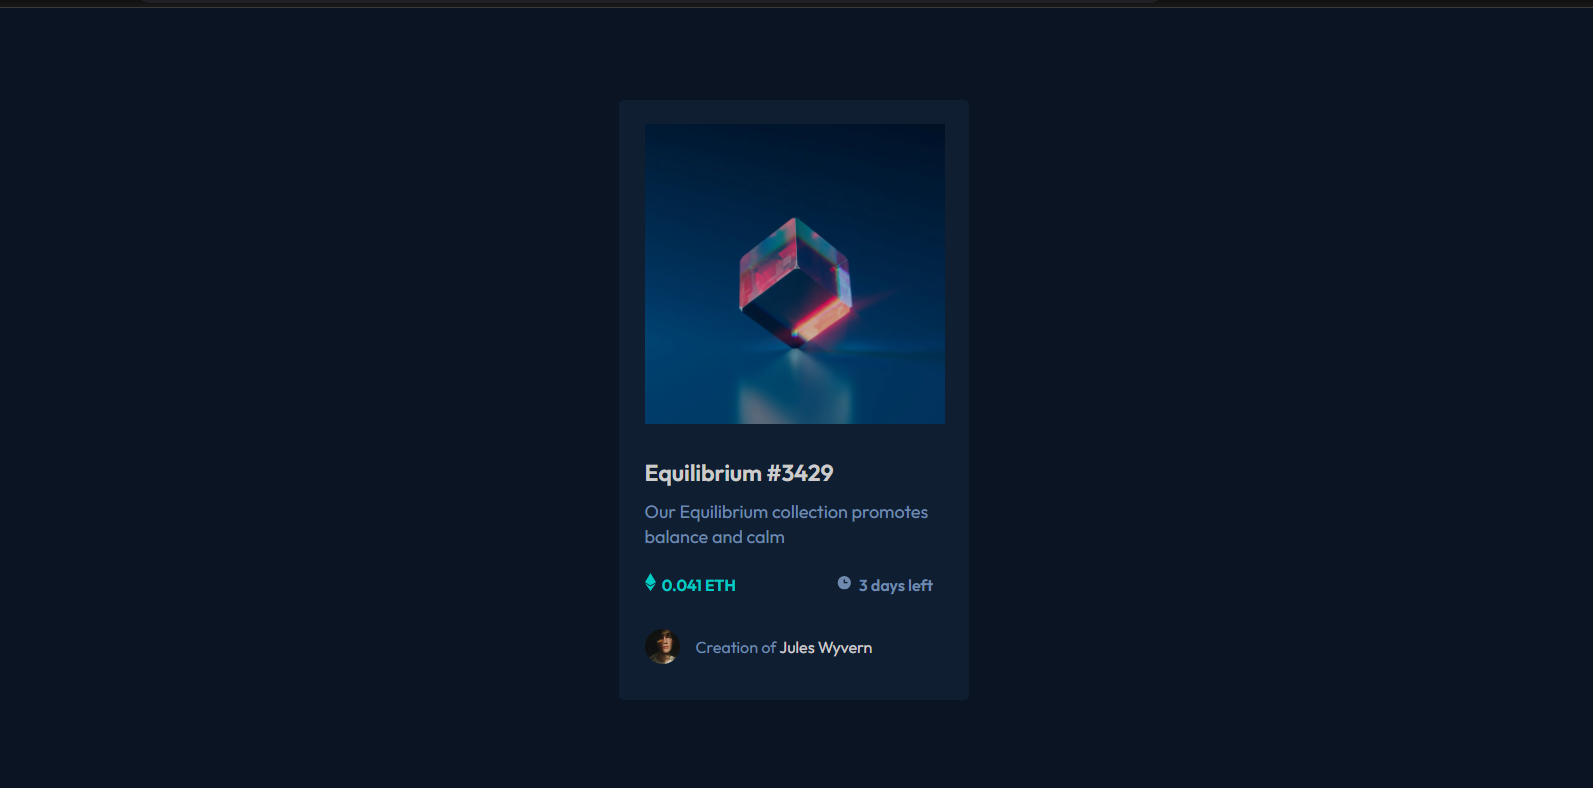 Equilibrium #3429
Our Equilibrium collection promotes
balance and calm
0.041 ETH
3 days left
Creation of Jules Wyvern